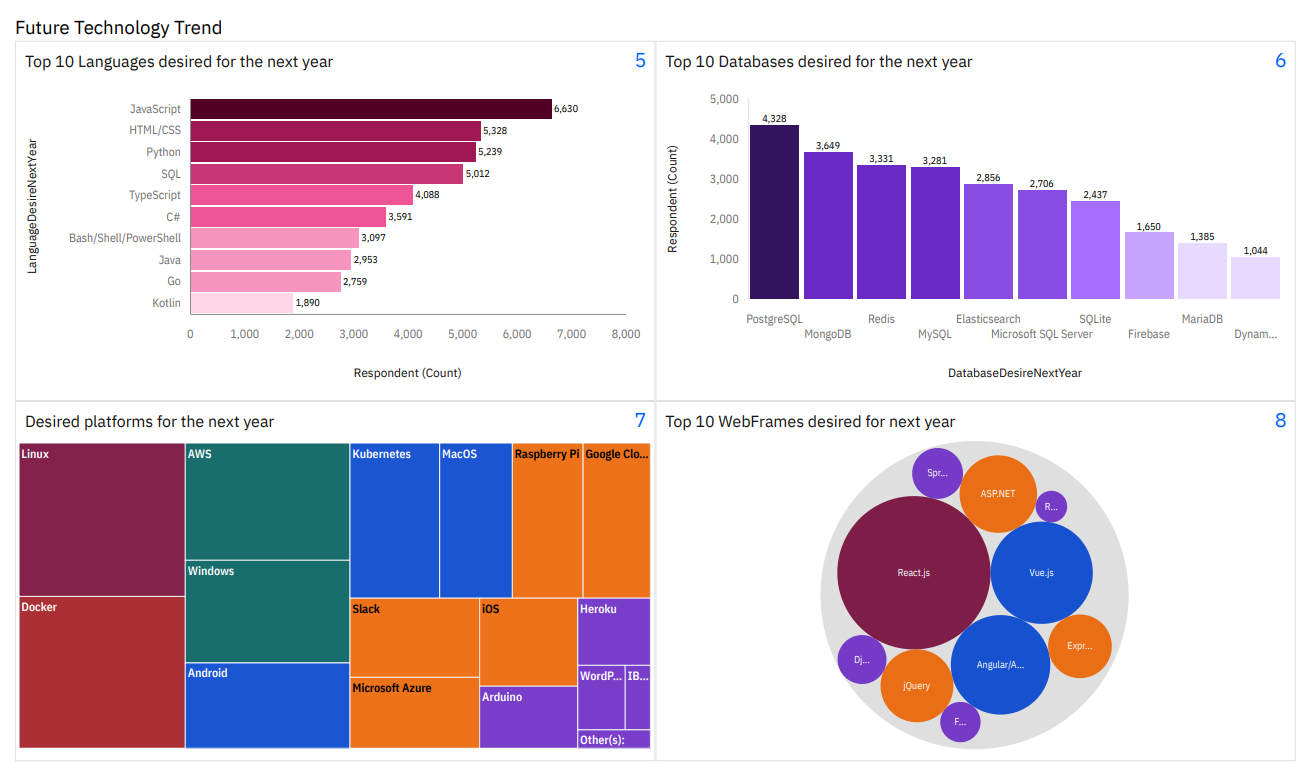 Future Technology Trend
Top 10 Languages desired for the next year
5
LanguageDesireNextYear
JavaScript
6,630
HTML/CSS
5,328
Python
5,239
SQL
5,012
TypeScript
4,088
C#
3,591
Bash/Shell/PowerShell
3,097
Java
2,953
Go
2,759
Kotlin
1,890
0 1,000 2,000 3,000 4,000 5,000 6,000 7,000 8,000
Respondent (Count)
Top 10 Databases desired for the next year
6
Respondent (Count)
5,000
4,000
3,000
2,000
1,000
0
4,328
3,649
3,331
3,281
2,856
2,706
2,437
1,650
1,385
1,044
PostgreSQL Redis Elasticsearch SQLite MariaDB
MongoDB MySQL Microsoft SQL Server Firebase Dynam...
DatabaseDesireNextYear
Desired platforms for the next year
7
Linux
Docker
AWS
Windows
Android
Kubernetes
MacOS
Raspberry Pi
Google Clo...
Slack
Microsoft Azure
iOS
Arduino
Heroku
WordP...
IB...
Other(s):
Top 10 WebFrames desired for next year
8
Spr...
ASP.NET
R...
React.js
Vue.js
Expr...
Dj...
Angular/A...
jQuery
F...